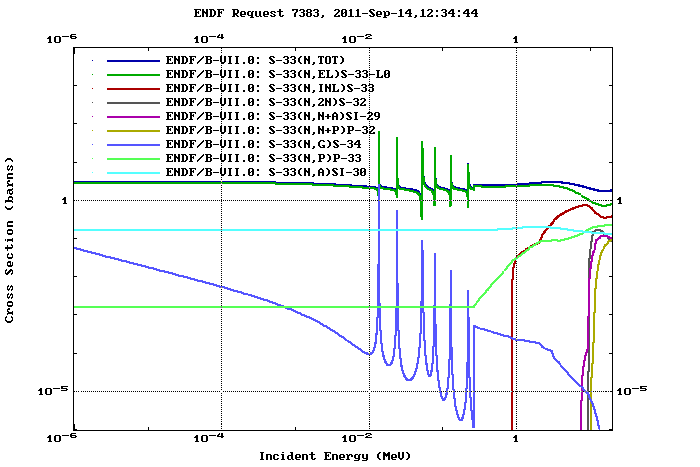 ENDF Request 7383, 2011-Sep-14,12:34:44
10^-6 10^-4 10^-2 1
ENDF/B-VII.0: S-33(N,TOT)
ENDF/B-VII.0: S-33(N,EL)S-33-L0
ENDF/B-VII.0: S-33(N,INL)S-33
ENDF/B-VII.0: S-33(N,2N)S-32
ENDF/B-VII.0: S-33(N,N+A)SI-29
ENDF/B-VII.0: S-33(N,N+P)P-32
ENDF/B-VII.0: S-33(N,G)S-34
ENDF/B-VII.0: S-33(N,P)P-33
ENDF/B-VII.0: S-33(N,A)SI-30
Cross Section (barns)
1 1
10^-5 10^-5
10^-6 10^-4 10^-2 1
Incident Energy (MeV)